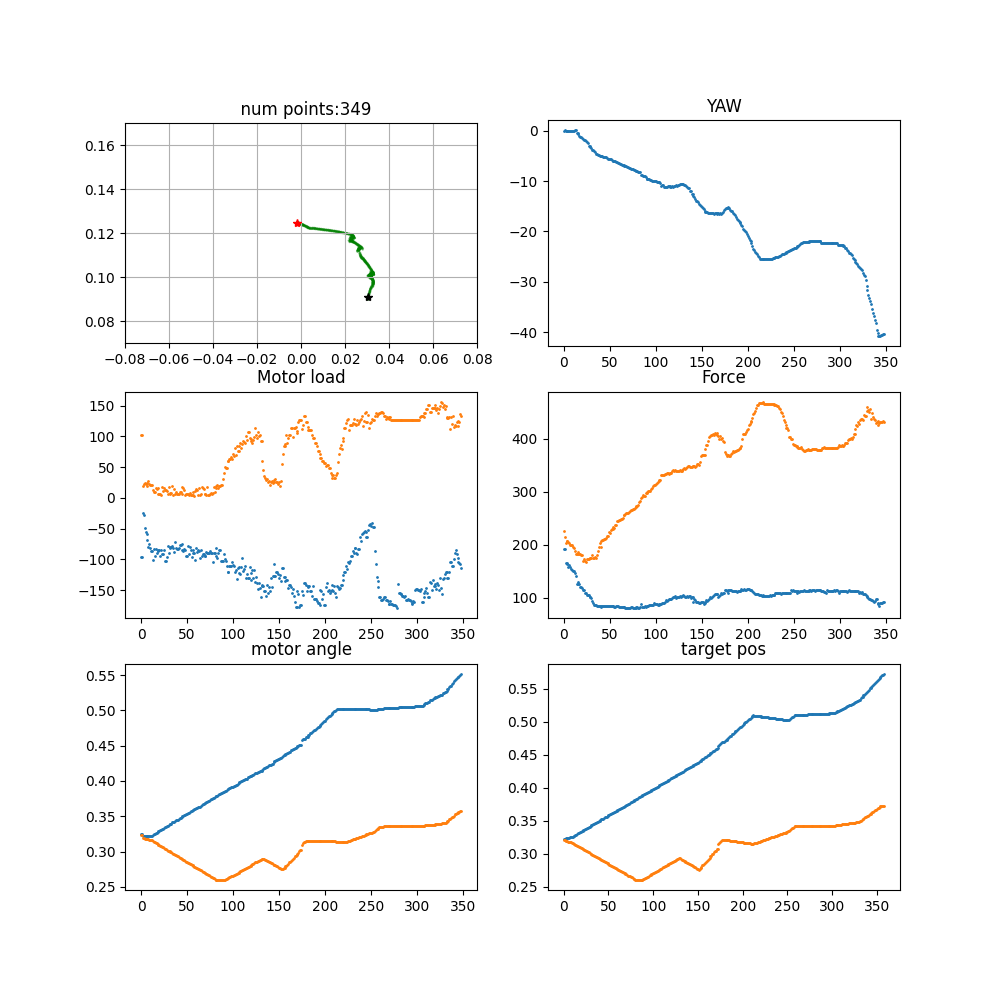 num points:349
YAW
0.16
0.14
0.12
0.10
0.08
−0.08 −0.06 −0.04 −0.02 0.00 0.02 0.04 0.06 0.08
0
−10
−20
−30
−40
0 50 100 150 200 250 300 350
Motor load
Force
150
100
50
0
−50
−100
−150
0 50 100 150 200 250 300 350
400
300
200
100
0 50 100 150 200 250 300 350
motor angle
target pos
0.55
0.50
0.45
0.40
0.35
0.30
0.25
0 50 100 150 200 250 300 350
0.55
0.50
0.45
0.40
0.35
0.30
0.25
0 50 100 150 200 250 300 350